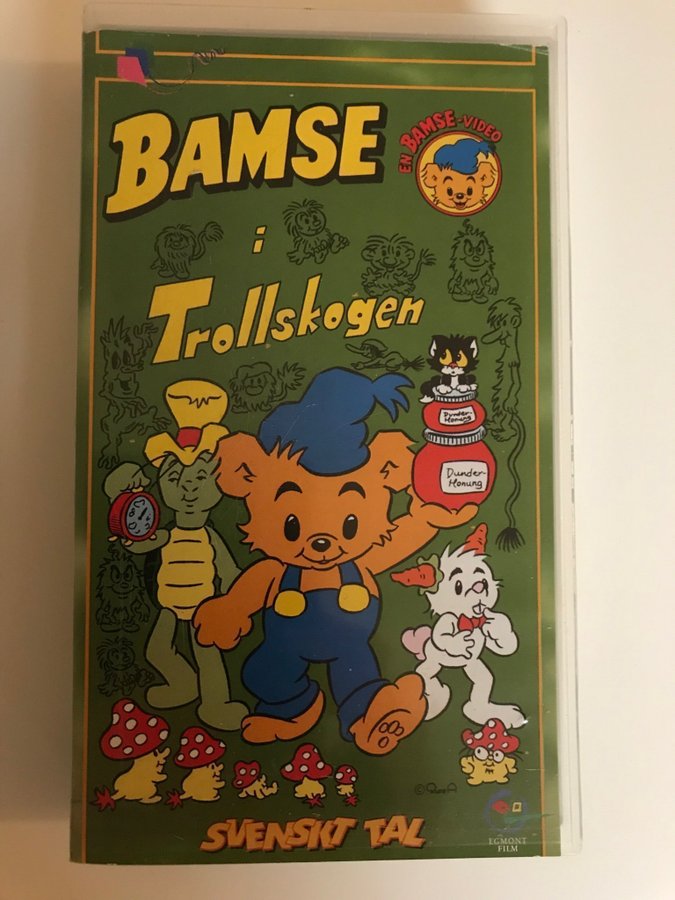 BAMSE
EN BAMSE-VIDEO
i
Trollskogen
Dunder-
Honung
Dunder-
Honung
SVENSKT TAL
EGMONT
FILM